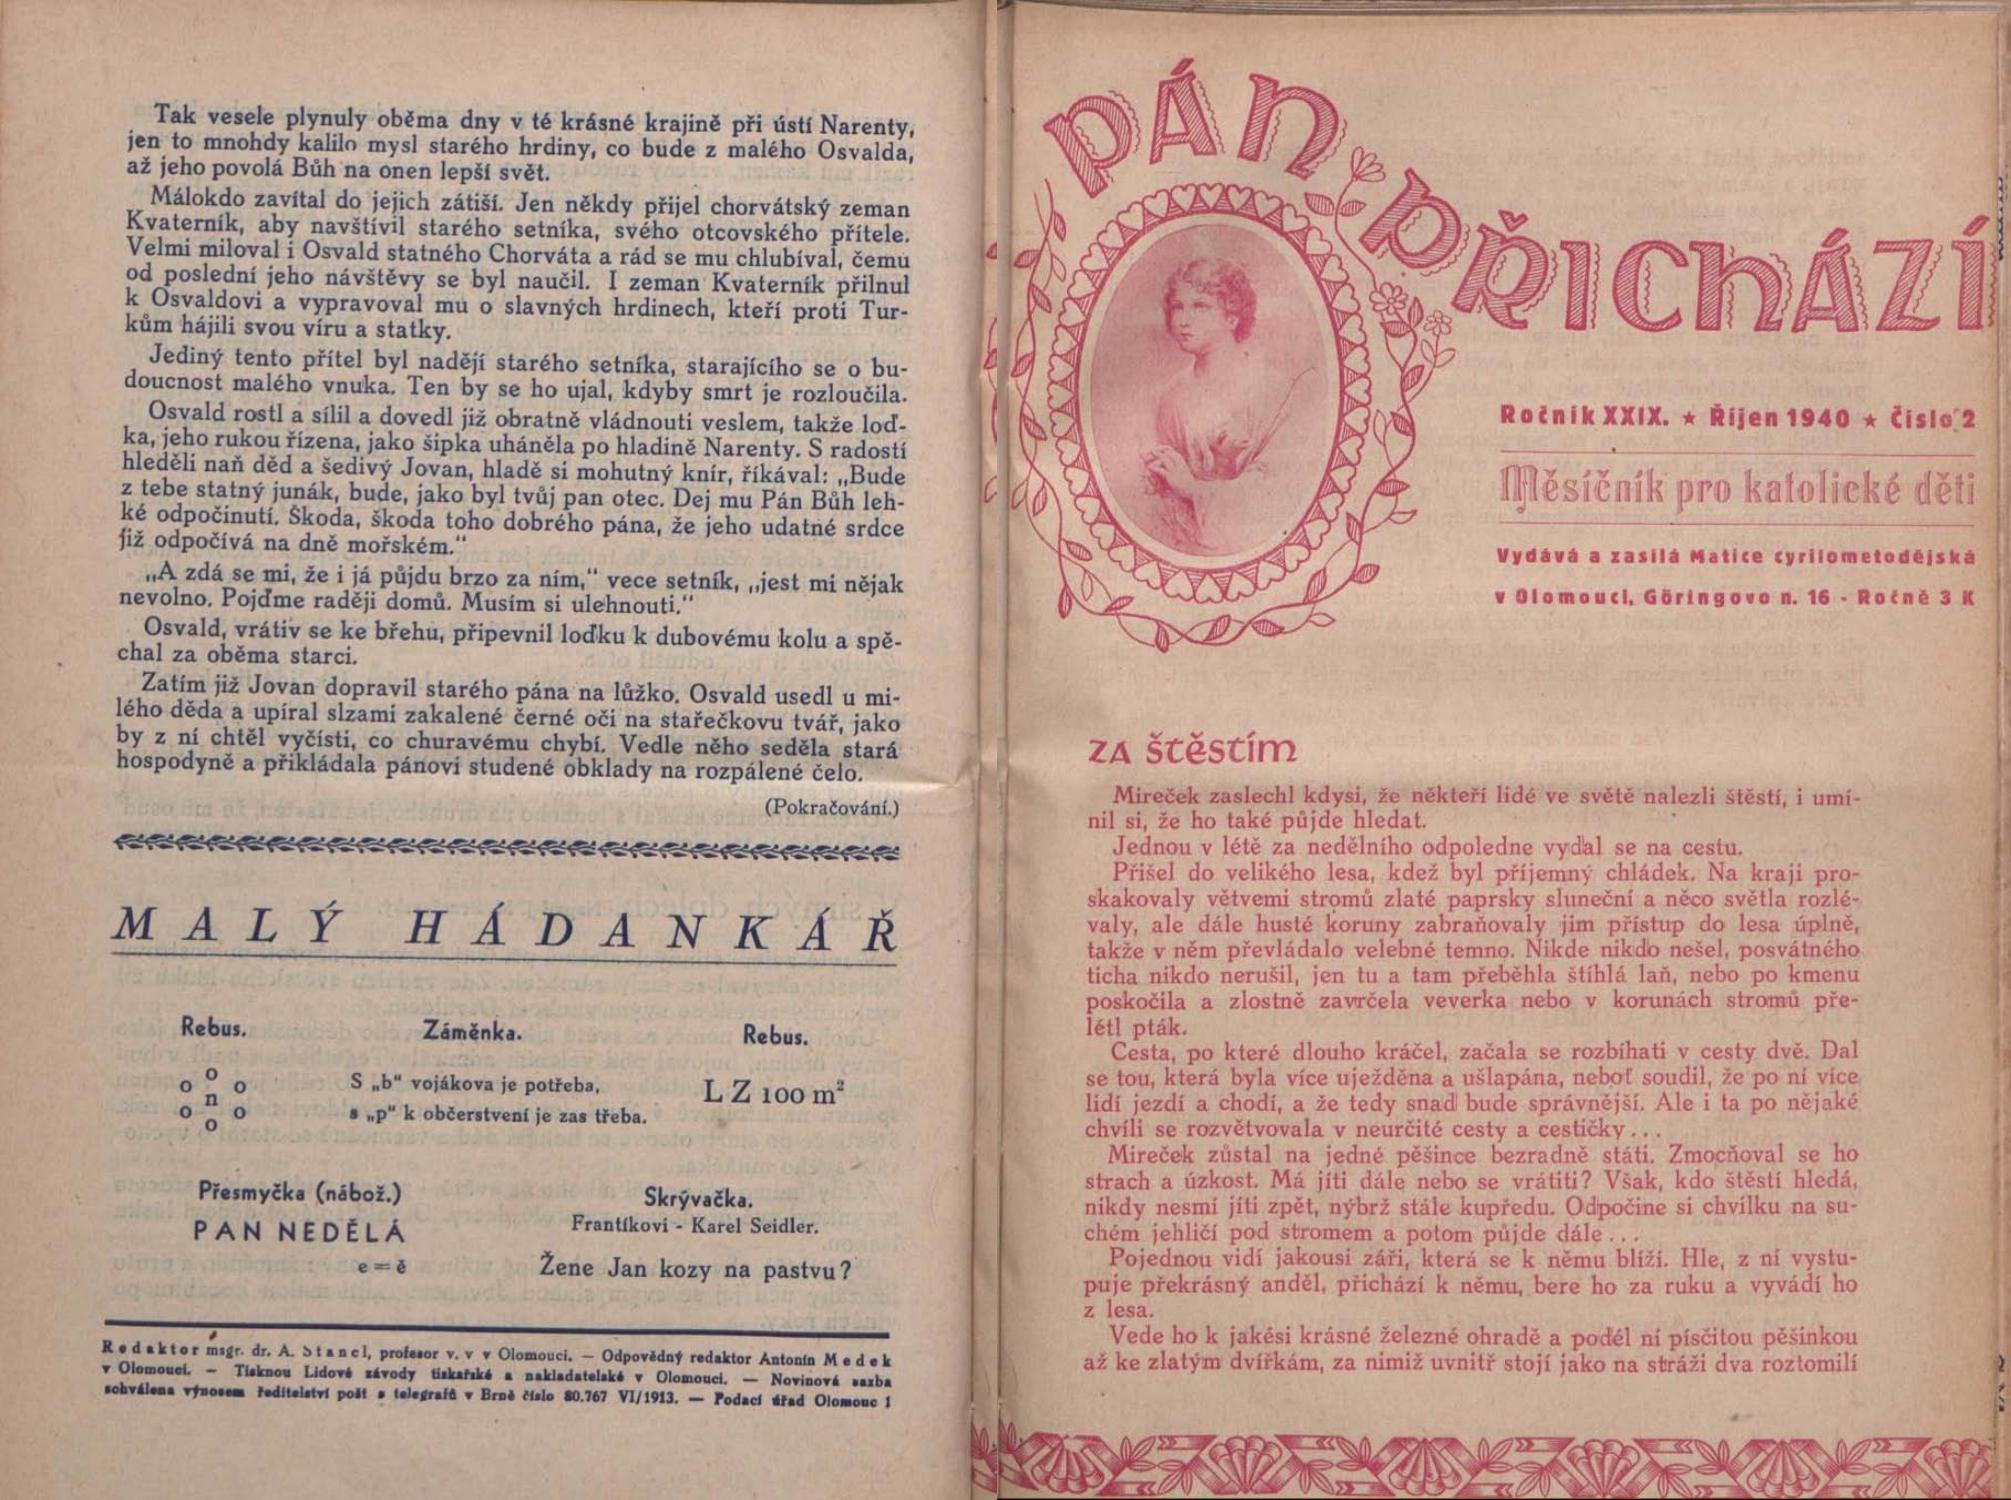 Tak vesele plynuly oběma dny v té krásné krajině při ústí Narenty,
jen to mnohdy kalilo mysl starého hrdiny, co bude z malého Osvalda,
až jeho povolá Bůh na onen lepší svět.
Málokdo zavítal do jejich zátiší. Jen někdy přijel chorvátský zeman
Kvaterník, aby navštívil starého setníka, svého otcovského přítele.
Velmi miloval i Osvald statného Chorváta a rád se mu chlubíval, čemu
od poslední jeho návštěvy se byl naučil. I zeman Kvaterník přilnul
k Osvaldovi a vypravoval mu o slavných hrdinech, kteří proti Tur-
kům hájili svou víru a statky.
Jediný tento přítel byl nadějí starého setníka, starajícího se o bu-
doucnost malého vnuka. Ten by se ho ujal, kdyby smrt je rozloučila.
Osvald rostl a sílil a dovedl již obratně vládnouti veslem, takže loď-
ka, jeho rukou řízena, jako šipka uháněla po hladině Narenty. S radostí
hleděli naň děd a šedivý Jovan, hladě si mohutný knír, říkával: „Bude
z tebe statný junák, bude, jako byl tvůj pan otec. Dej mu Pán Bůh leh-
ké odpočinutí. Škoda, škoda toho dobrého pána, že jeho udatné srdce
již odpočívá na dně mořském.“
„A zdá se mi, že i já půjdu brzo za ním,“ vece setník, „jest mi nějak
nevolno. Pojďme raději domů. Musím si ulehnouti.“
Osvald, vrátiv se ke břehu, připevnil loďku k dubovému kolu a spě-
chal za oběma starci.
Zatím již Jovan dopravil starého pána na lůžko. Osvald usedl u mi-
lého děda a upíral slzami zakalené černé oči na stařečkovu tvář, jako
by z ní chtěl vyčísti, co churavému chybí. Vedle něho seděla stará
hospodyně a přikládala pánovi studené obklady na rozpálené čelo.
(Pokračování.)
MALÝ HÁDANKÁŘ
Rebus.
o
o o
n
o o
o
Záměnka.
S „b“ vojákova je potřeba,
s „p“ k občerstvení je zas třeba.
Rebus.
L Z 100 m²
Přesmyčka (nábož.)
PAN NEDĚLÁ
e = ě
Skrývačka.
Frantíkovi - Karel Seidler.
Žene Jan kozy na pastvu?
Redaktor msgr. dr. A. Stancl, profesor v. v v Olomouci. — Odpovědný redaktor Antonín Medek
v Olomouci. — Tisknou Lidové závody tiskařské a nakladatelské v Olomouci. — Novinová sazba
schválena výnosem ředitelství pošt a telegrafů v Brně číslo 80.767 VI/1913. — Podací úřad Olomouc 1
PÁN PŘICHÁZÍ
Ročník XXIX. ★ Říjen 1940 ★ Číslo 2
Měsíčník pro katolické děti
Vydává a zasílá Matice cyrilometodějská
v Olomouci, Göringovo n. 16 - Ročně 3 K
ZA ŠTĚSTÍM
Mireček zaslechl kdysi, že někteří lidé ve světě nalezli štěstí, i umí-
nil si, že ho také půjde hledat.
Jednou v létě za nedělního odpoledne vydal se na cestu.
Přišel do velikého lesa, kdež byl příjemný chládek. Na kraji pro-
skakovaly větvemi stromů zlaté paprsky sluneční a něco světla rozlé-
valy, ale dále husté koruny zabraňovaly jim přístup do lesa úplně,
takže v něm převládalo velebné temno. Nikde nikdo nešel, posvátného
ticha nikdo nerušil, jen tu a tam přeběhla štíhlá laň, nebo po kmenu
poskočila a zlostně zavrčela veverka nebo v korunách stromů pře-
létl pták.
Cesta, po které dlouho kráčel, začala se rozbíhati v cesty dvě. Dal
se tou, která byla více uježděna a ušlapána, neboť soudil, že po ní více
lidí jezdí a chodí, a že tedy snad bude správnější. Ale i ta po nějaké
chvíli se rozvětvovala v neurčité cesty a cestičky...
Mireček zůstal na jedné pěšince bezradně státi. Zmocňoval se ho
strach a úzkost. Má jíti dále nebo se vrátiti? Však, kdo štěstí hledá,
nikdy nesmí jíti zpět, nýbrž stále kupředu. Odpočine si chvilku na su-
chém jehličí pod stromem a potom půjde dále...
Pojednou vidí jakousi záři, která se k němu blíží. Hle, z ní vystu-
puje překrásný anděl, přichází k němu, bere ho za ruku a vyvádí ho
z lesa.
Vede ho k jakési krásné železné ohradě a podél ní písčitou pěšinkou
až ke zlatým dvířkám, za nimiž uvnitř stojí jako na stráži dva roztomilí